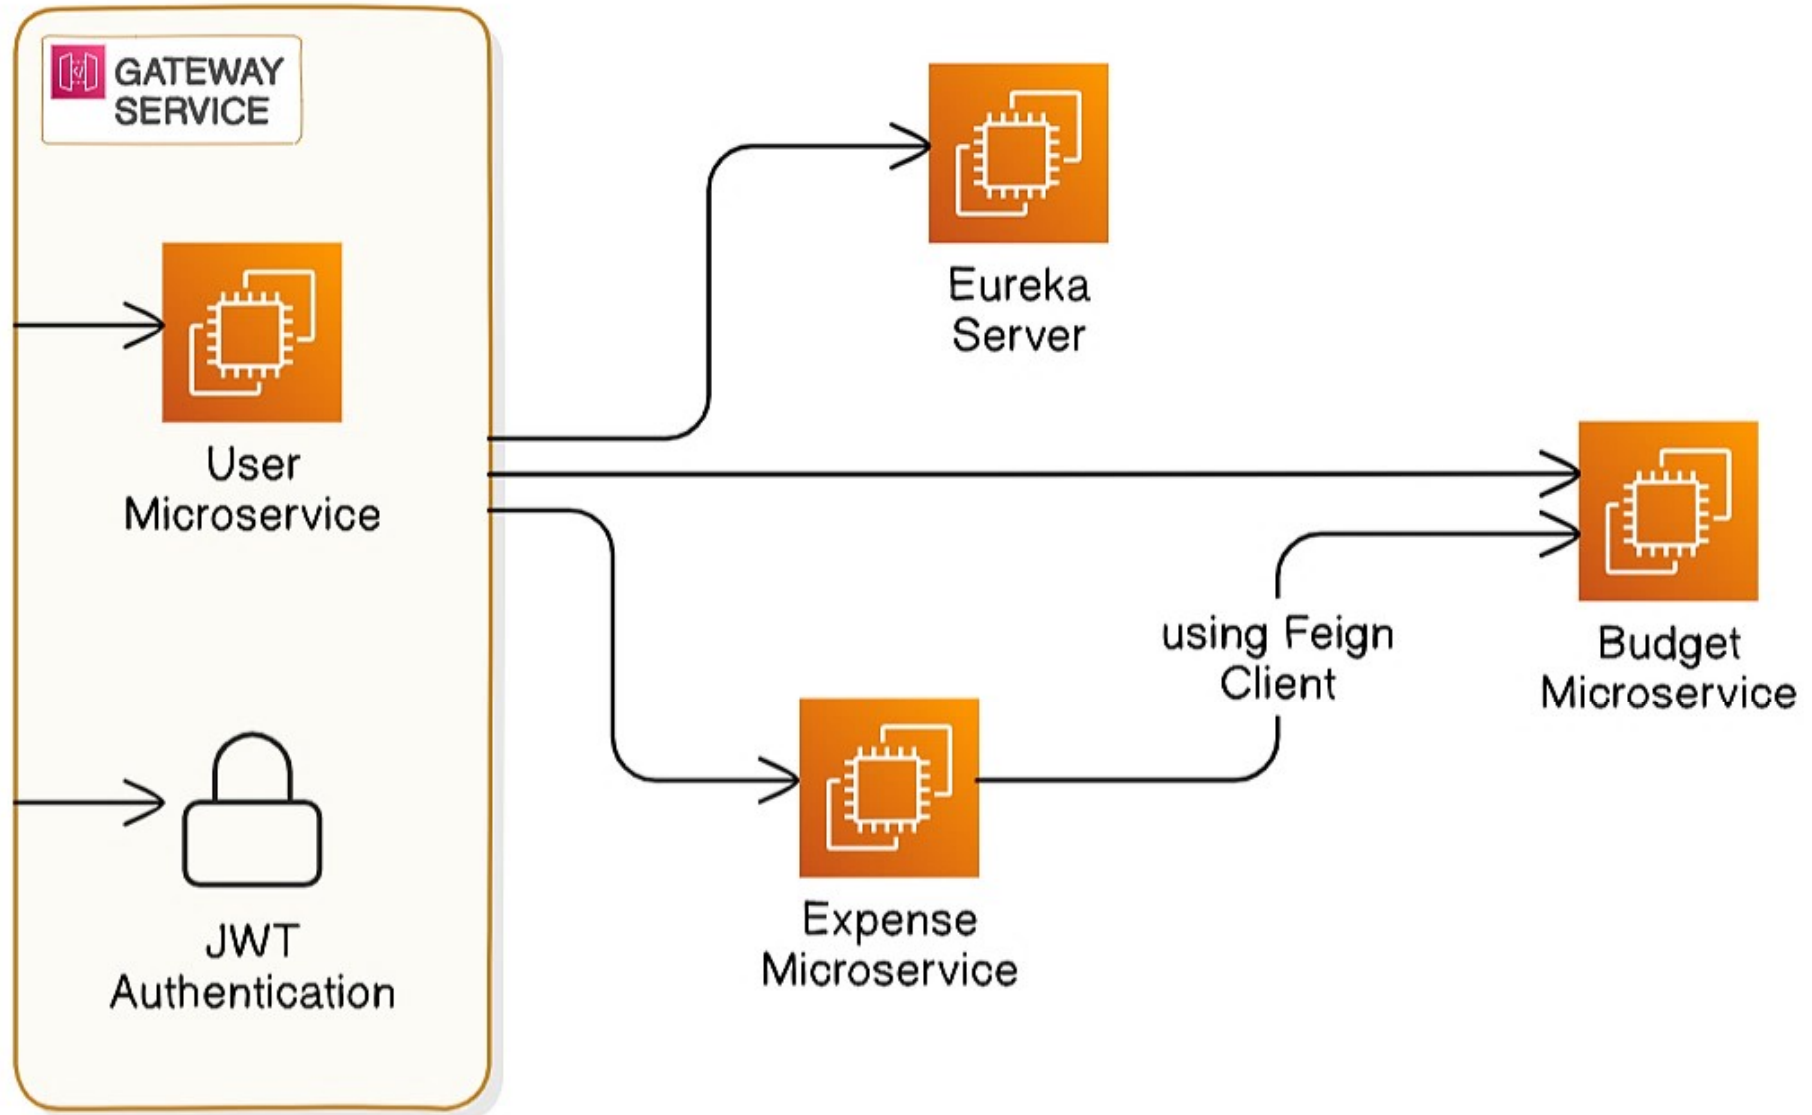 GATEWAY
SERVICE
User
Microservice
JWT
Authentication
Eureka
Server
using Feign
Client
Budget
Microservice
Expense
Microservice